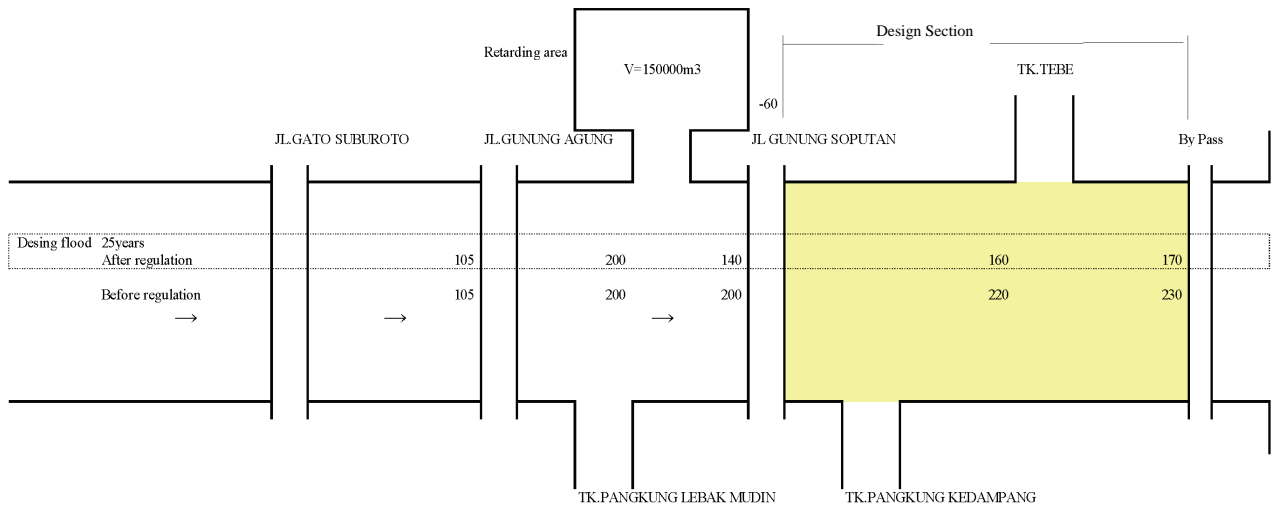 Design Section
Retarding area
V=150000m3
TK.TEBE
-60
JL.GATO SUBUROTO
JL.GUNUNG AGUNG
JL GUNUNG SOPUTAN
By Pass
Desing flood 25years
After regulation 105 200 140 160 170
Before regulation 105 200 200 220 230
→ → →
TK.PANGKUNG LEBAK MUDIN
TK.PANGKUNG KEDAMPANG